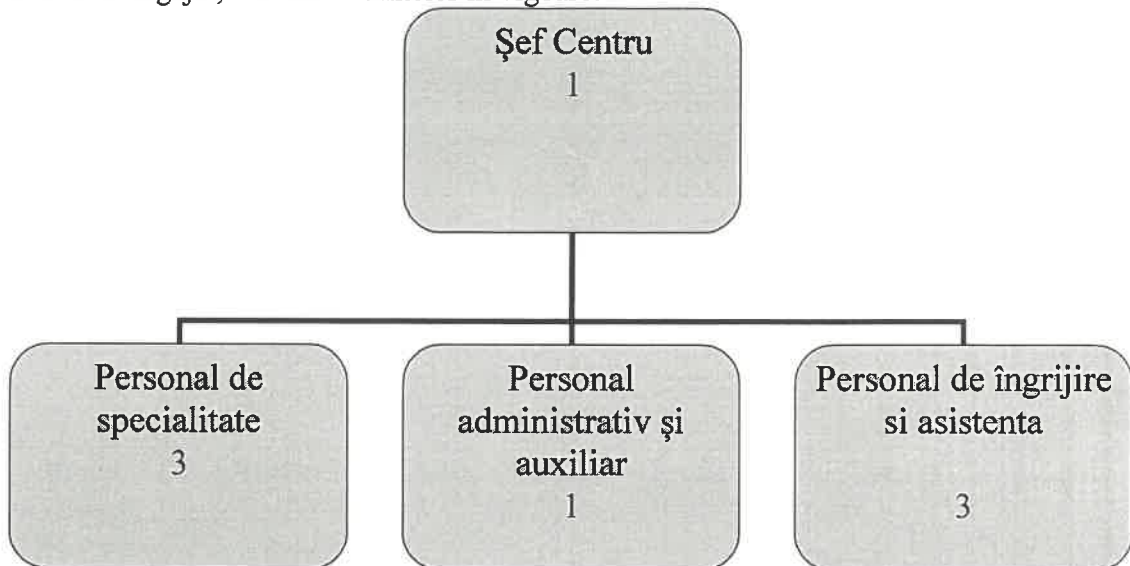 Şef Centru
1
Personal de
specialitate
3
Personal
administrativ şi
auxiliar
1
Personal de îngrijire
si asistenta
3